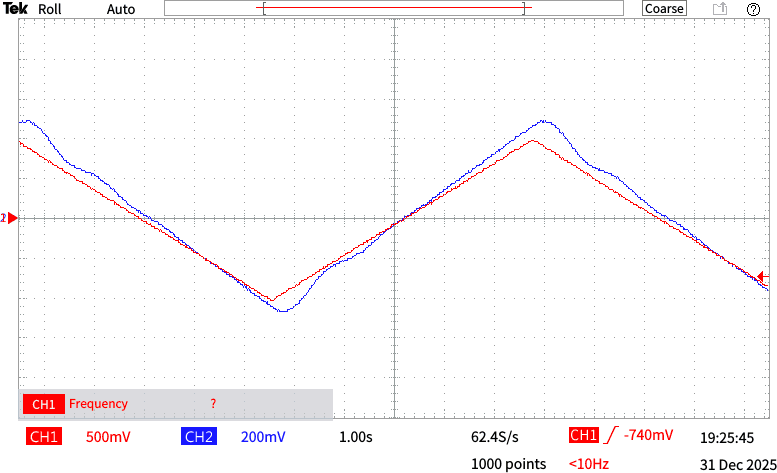 Tek Roll Auto Coarse ?
2
CH1 Frequency ?
CH1 500mV CH2 200mV 1.00s 62.4S/s CH1 -740mV 19:25:45
1000 points <10Hz 31 Dec 2025